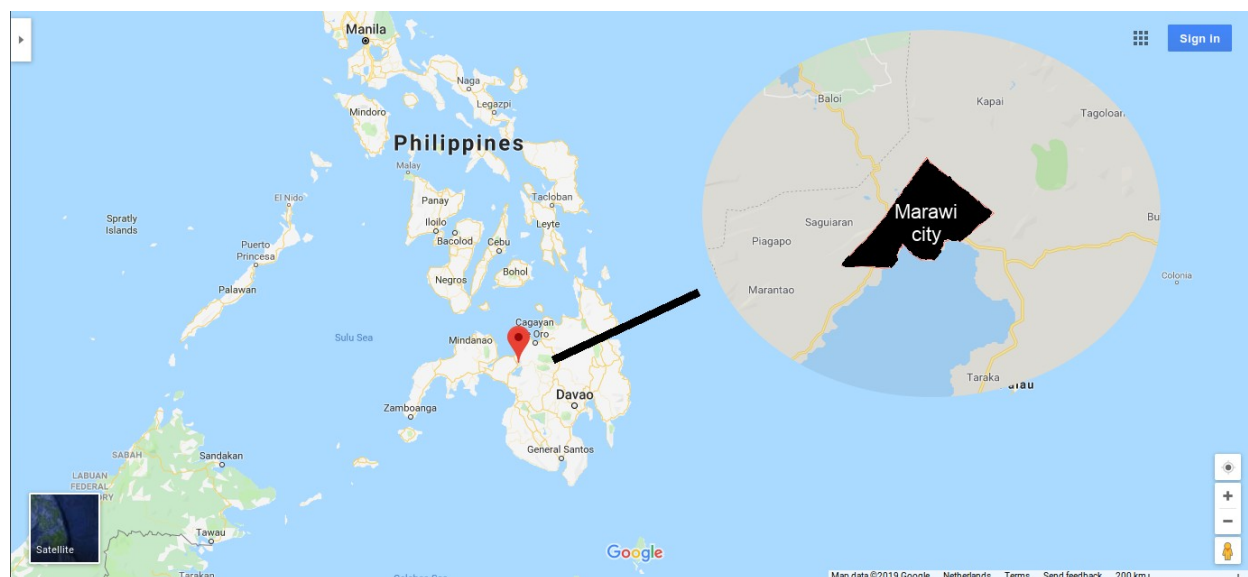 Manila
Sign in
Naga
Legazpi
Mindoro
Philippines
Malay
El Nido
Panay
Tacloban
Iloilo
Leyte
Bacolod
Cebu
Spratly
Islands
Puerto
Princesa
Bohol
Negros
Palawan
Sulu Sea
Cagayan
Oro
Mindanao
Davao
Zamboanga
General Santos
SABAH
Sandakan
LABUAN
FEDERAL
Satellite
Tawau
Tarakan
Google
Baloi
Kapai
Tagoloar
Marawi
city
Saguiaran
Piagapo
Bu
Marantao
Colonia
Taraka
Map data ©2019 Google Netherlands Terms Send feedback 200 km